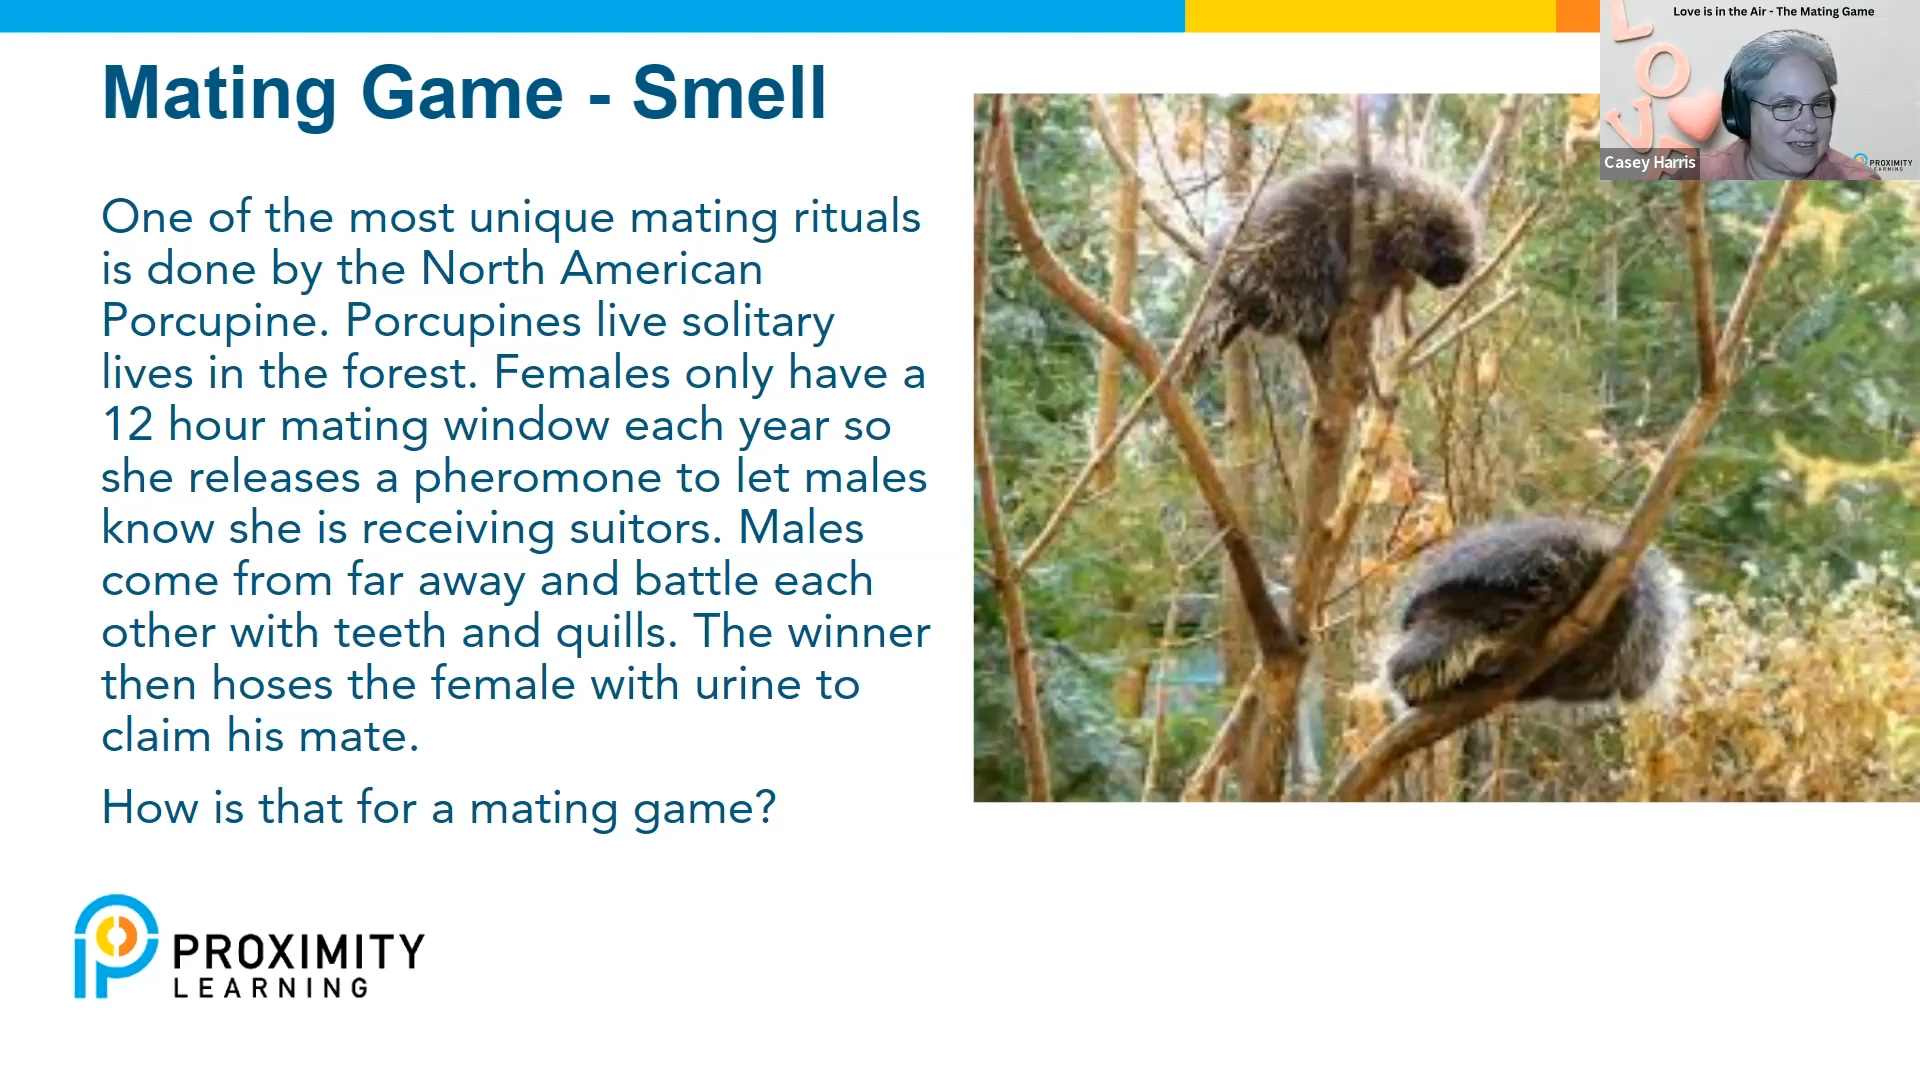 Love is in the Air - The Mating Game
LOVE
Casey Harris
PROXIMITY
LEARNING
Mating Game - Smell
One of the most unique mating rituals
is done by the North American
Porcupine. Porcupines live solitary
lives in the forest. Females only have a
12 hour mating window each year so
she releases a pheromone to let males
know she is receiving suitors. Males
come from far away and battle each
other with teeth and quills. The winner
then hoses the female with urine to
claim his mate.
How is that for a mating game?
PROXIMITY
LEARNING